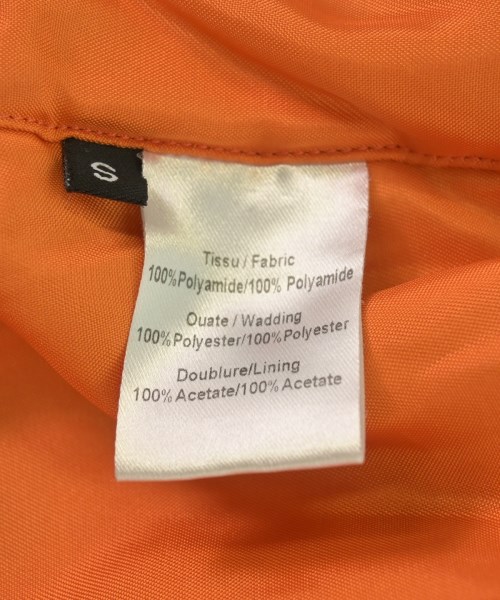 S
Tissu / Fabric
100%Polyamide/100% Polyamide
Ouate / Wadding
100%Polyester/100%Polyester
Doublure/Lining
100% Acetate/100% Acetate